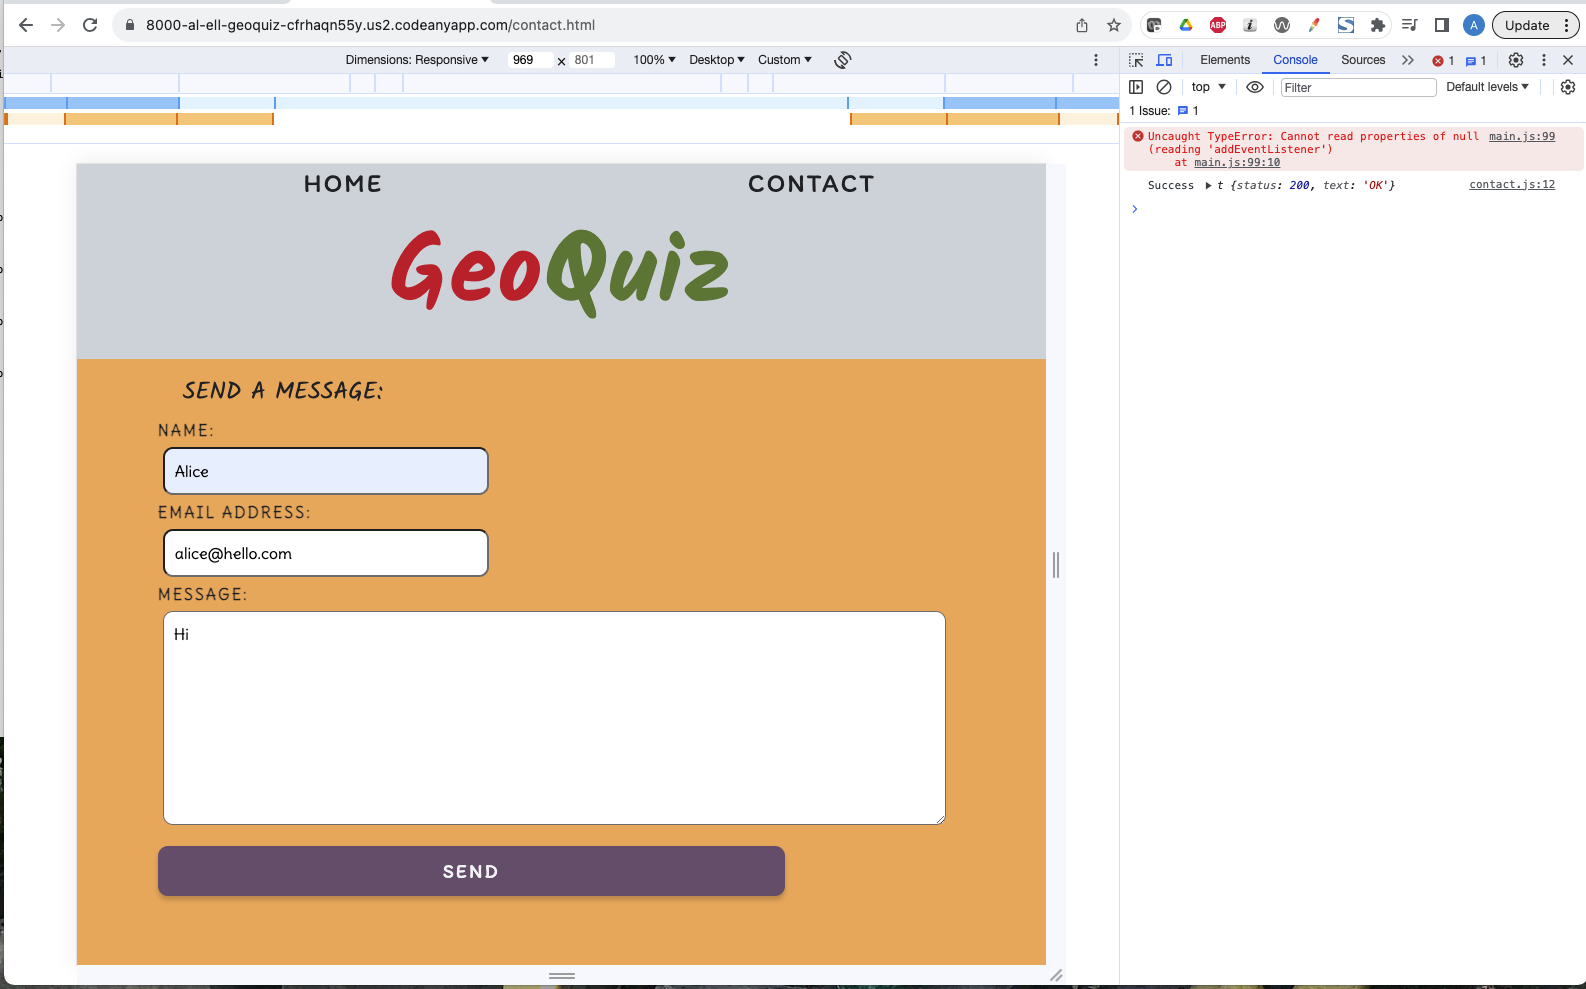 8000-al-ell-geoquiz-cfrhaqn55y.us2.codeanyapp.com/contact.html
ABP
A
Update
Dimensions: Responsive 969 x 801 100% Desktop Custom
Elements Console Sources 1 1
top Filter Default levels
1 Issue: 1
Uncaught TypeError: Cannot read properties of null main.js:99
(reading 'addEventListener')
at main.js:99:10
Success t {status: 200, text: 'OK'} contact.js:12
HOME CONTACT
GeoQuiz
SEND A MESSAGE:
NAME:
Alice
EMAIL ADDRESS:
alice@hello.com
MESSAGE:
Hi
SEND